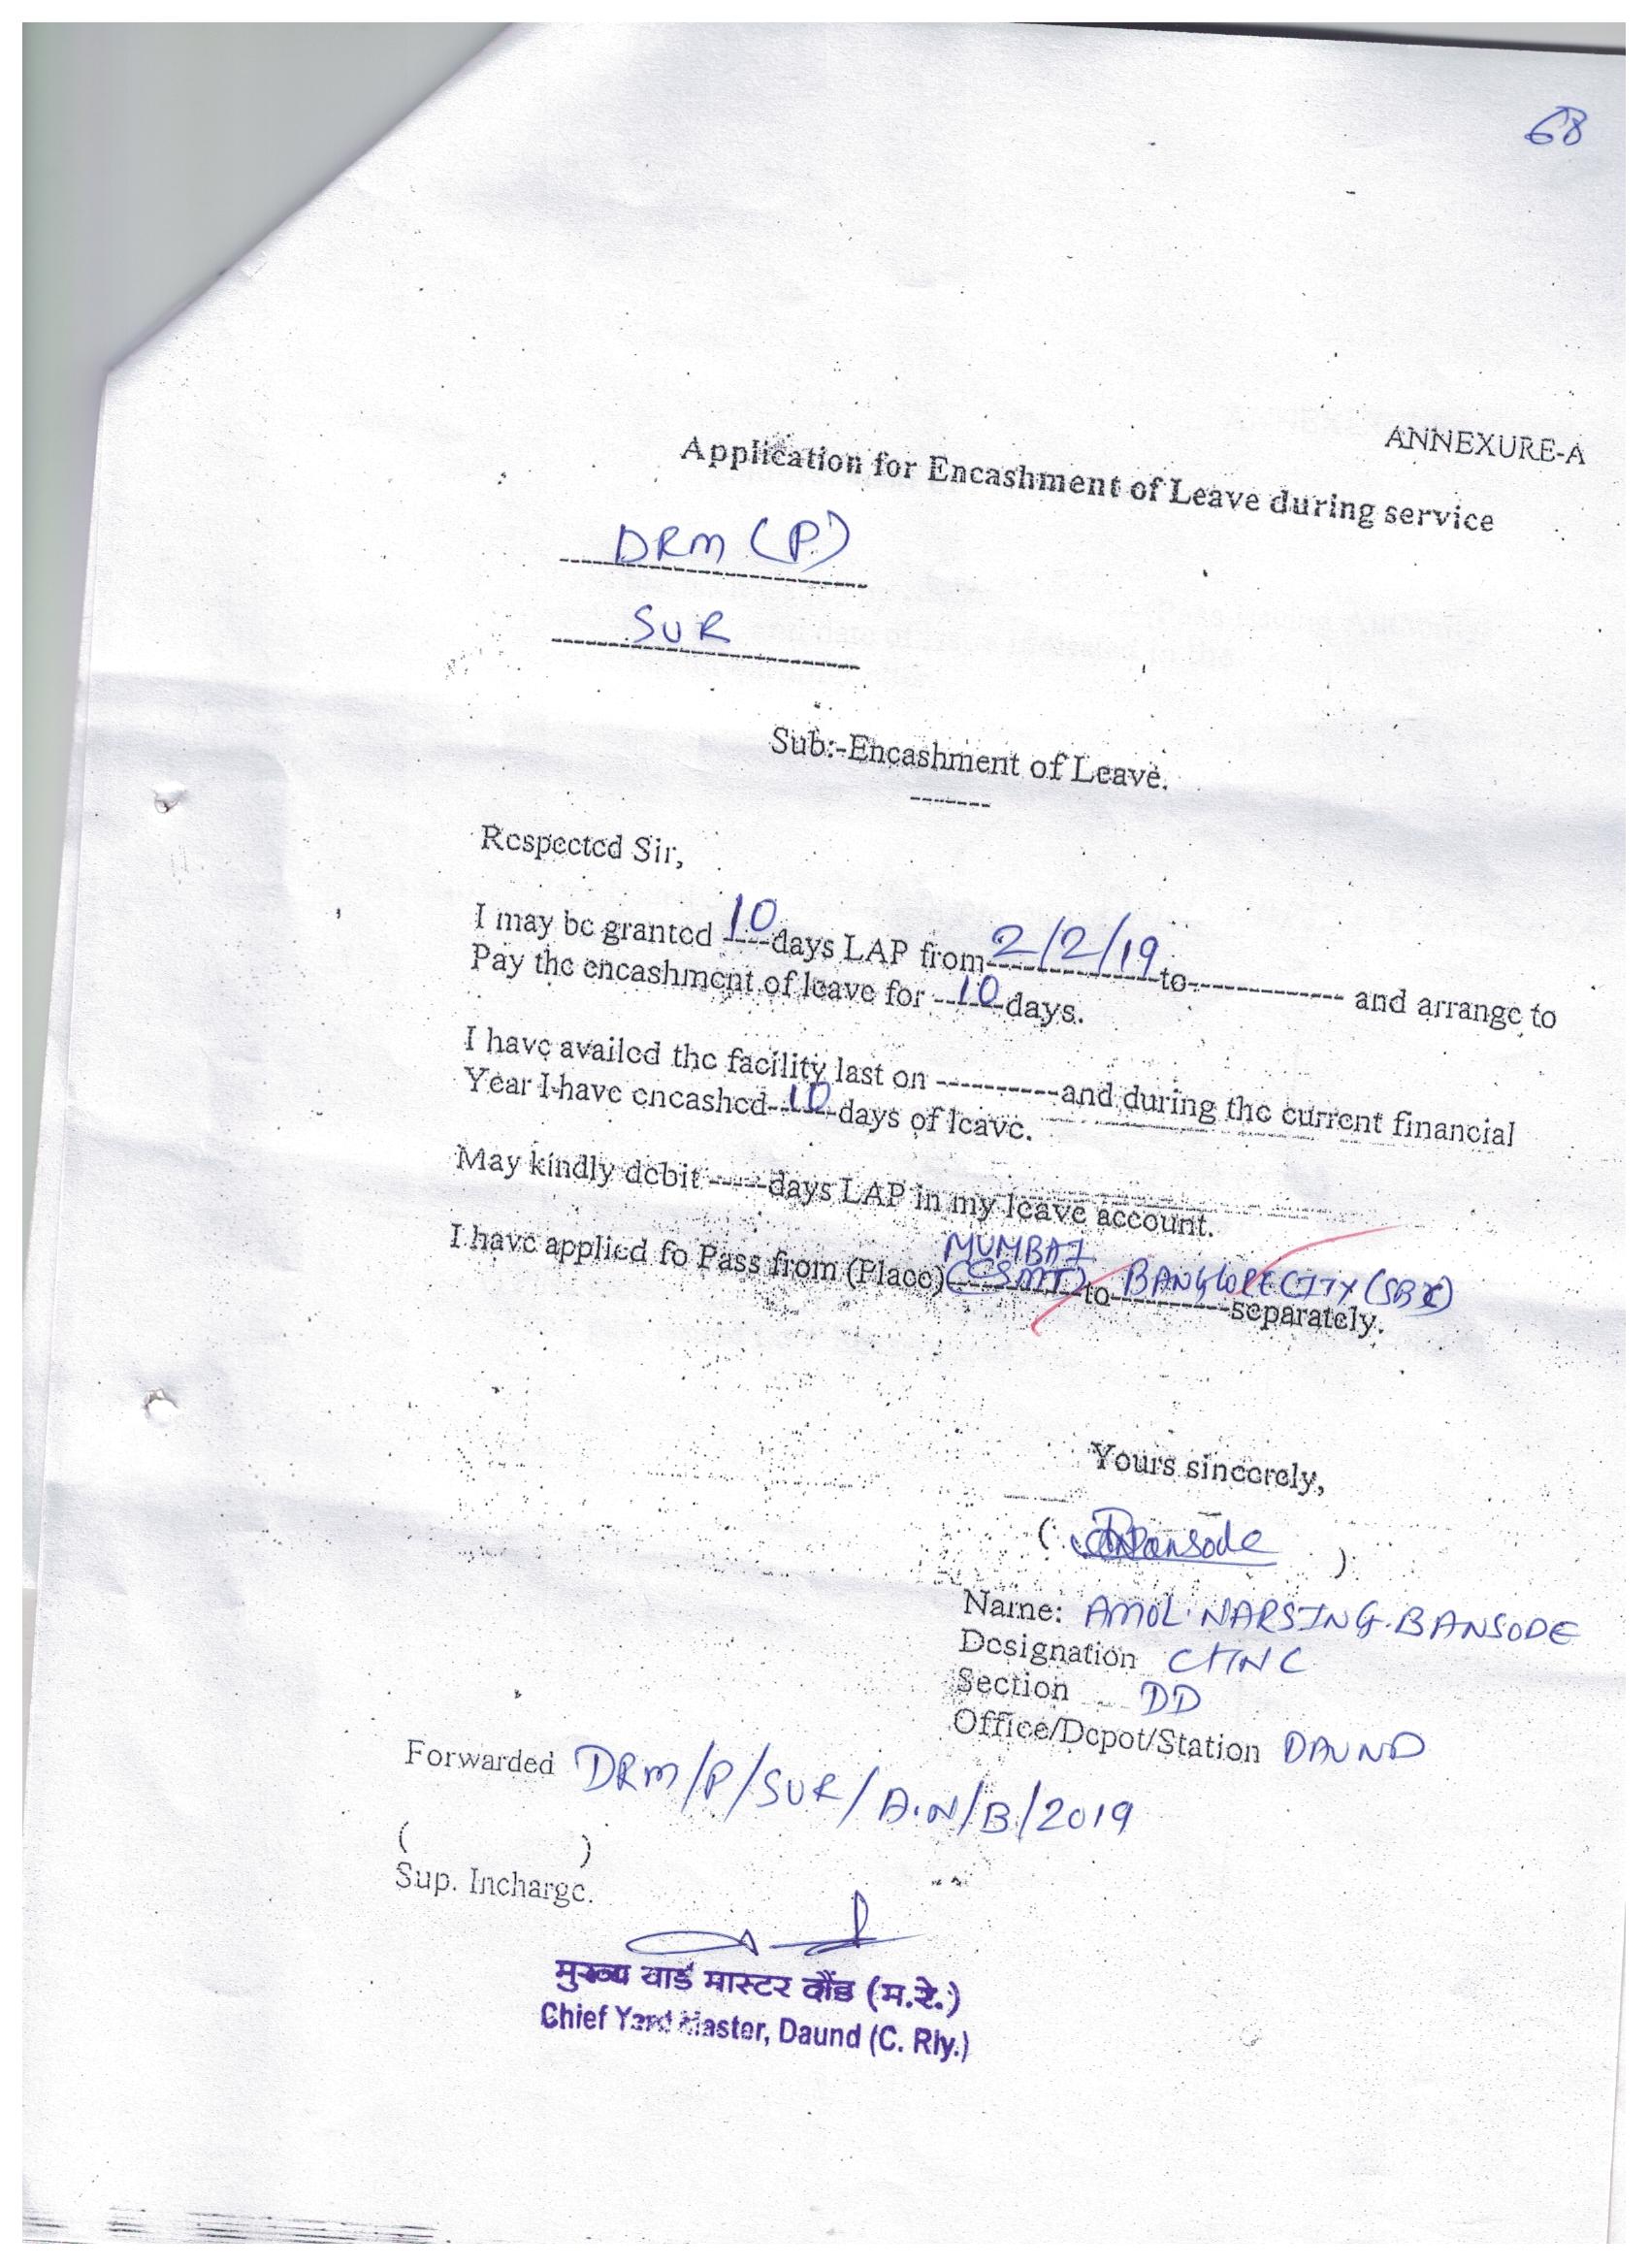 68
ANNEXURE-A
Application for Encashment of Leave during service
DRM (P)
SUR
Sub:-Encashment of Leave.
-------
Respected Sir,
I may be granted 10 days LAP from 2/2/19 to------------ and arrange to
Pay the encashment of leave for 10 days.
I have availed the facility last on ----------and during the current financial
Year I have encashed 10 days of leave.
May kindly debit -----days LAP in my leave account.
MUMBAI
I have applied fo Pass from (Place) (CSMT) to BANGLORECITY (SBC) separately.
Yours sincerely,
( Bansode )
Name: AMOL. NARSING. BANSODE
Designation
Section DD
Office/Depot/Station DAUND
Forwarded DRM/P/SUR/A.N/B/2019
( )
Sup. Incharge.
मुख्य यार्ड मास्टर दौंड (म.रे.)
Chief Yard Master, Daund (C. Rly.)